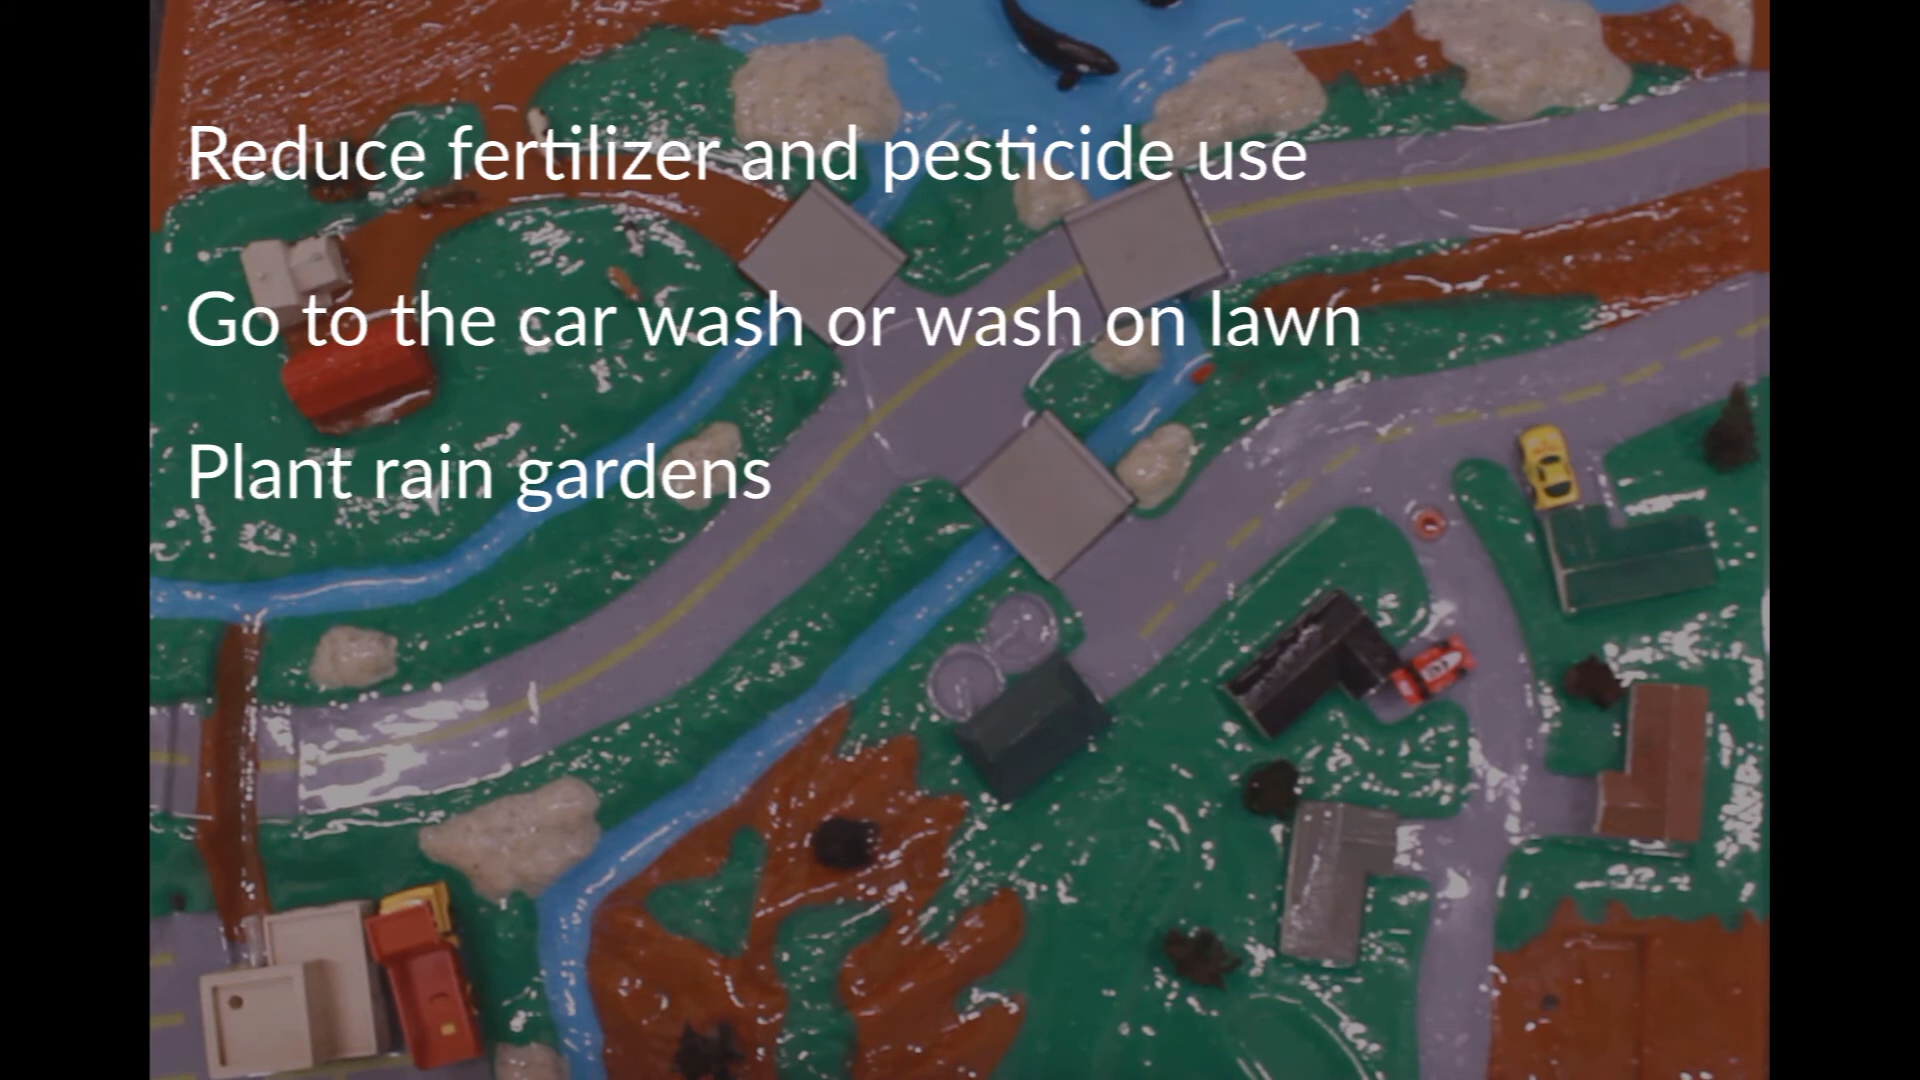 Reduce fertilizer and pesticide use
Go to the car wash or wash on lawn
Plant rain gardens